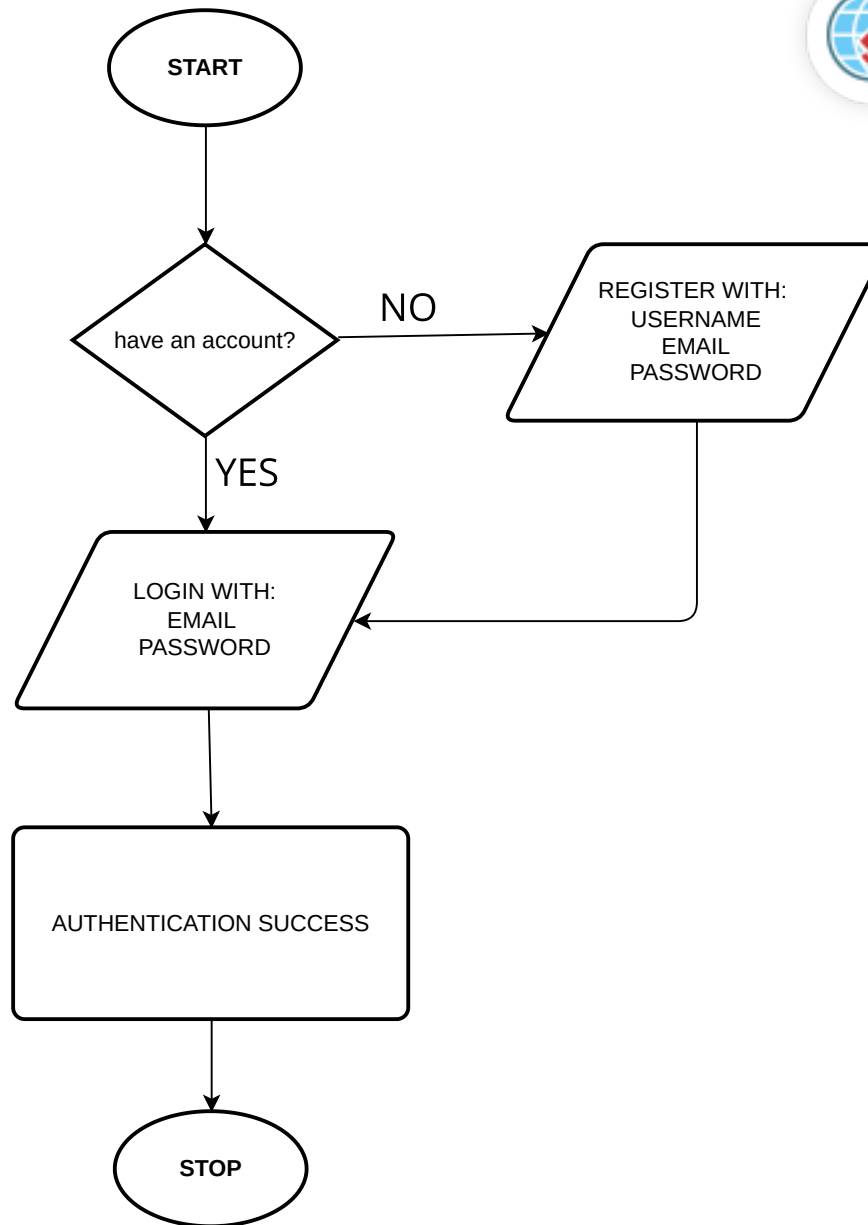 START
have an account?
NO
REGISTER WITH:
USERNAME
EMAIL
PASSWORD
YES
LOGIN WITH:
EMAIL
PASSWORD
AUTHENTICATION SUCCESS
STOP